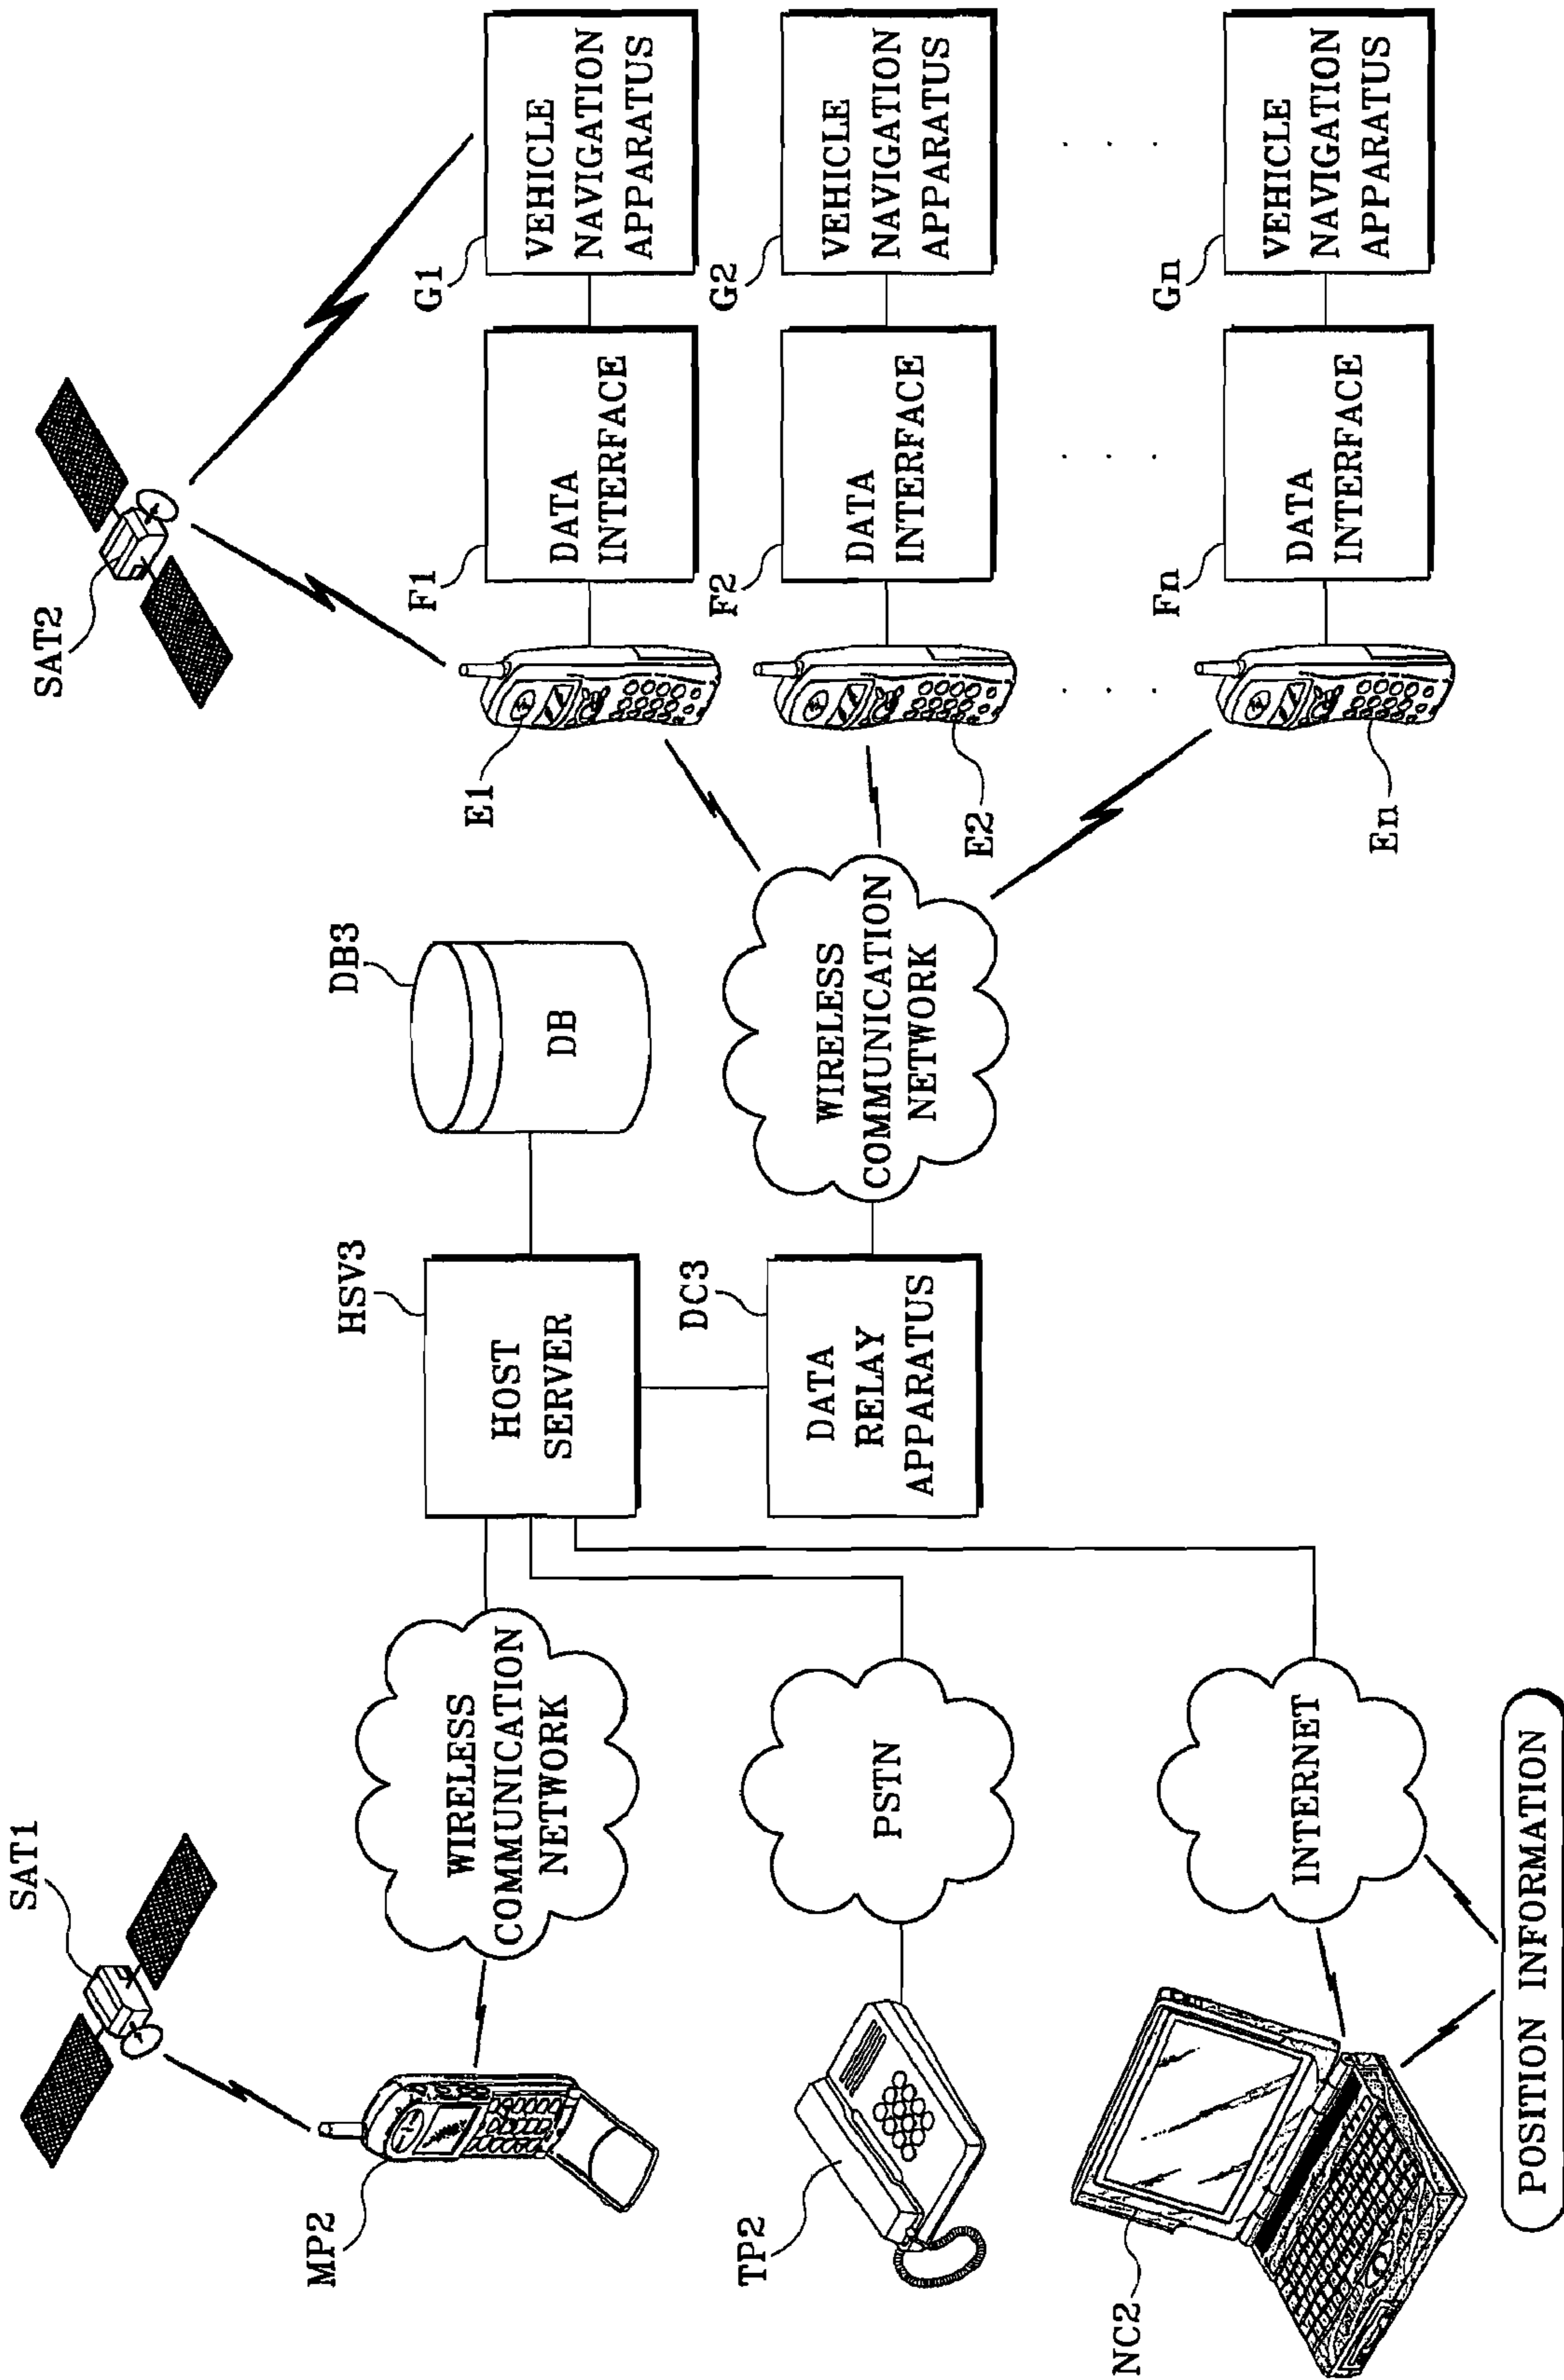 SAT1
MP2
WIRELESS
COMMUNICATION
NETWORK
TP2
PSTN
NC2
INTERNET
POSITION INFORMATION
HSV3
HOST
SERVER
DB3
DB
DC3
DATA
RELAY
APPARATUS
WIRELESS
COMMUNICATION
NETWORK
SAT2
E1
F1
DATA
INTERFACE
G1
VEHICLE
NAVIGATION
APPARATUS
E2
F2
DATA
INTERFACE
G2
VEHICLE
NAVIGATION
APPARATUS
En
Fn
DATA
INTERFACE
Gn
VEHICLE
NAVIGATION
APPARATUS